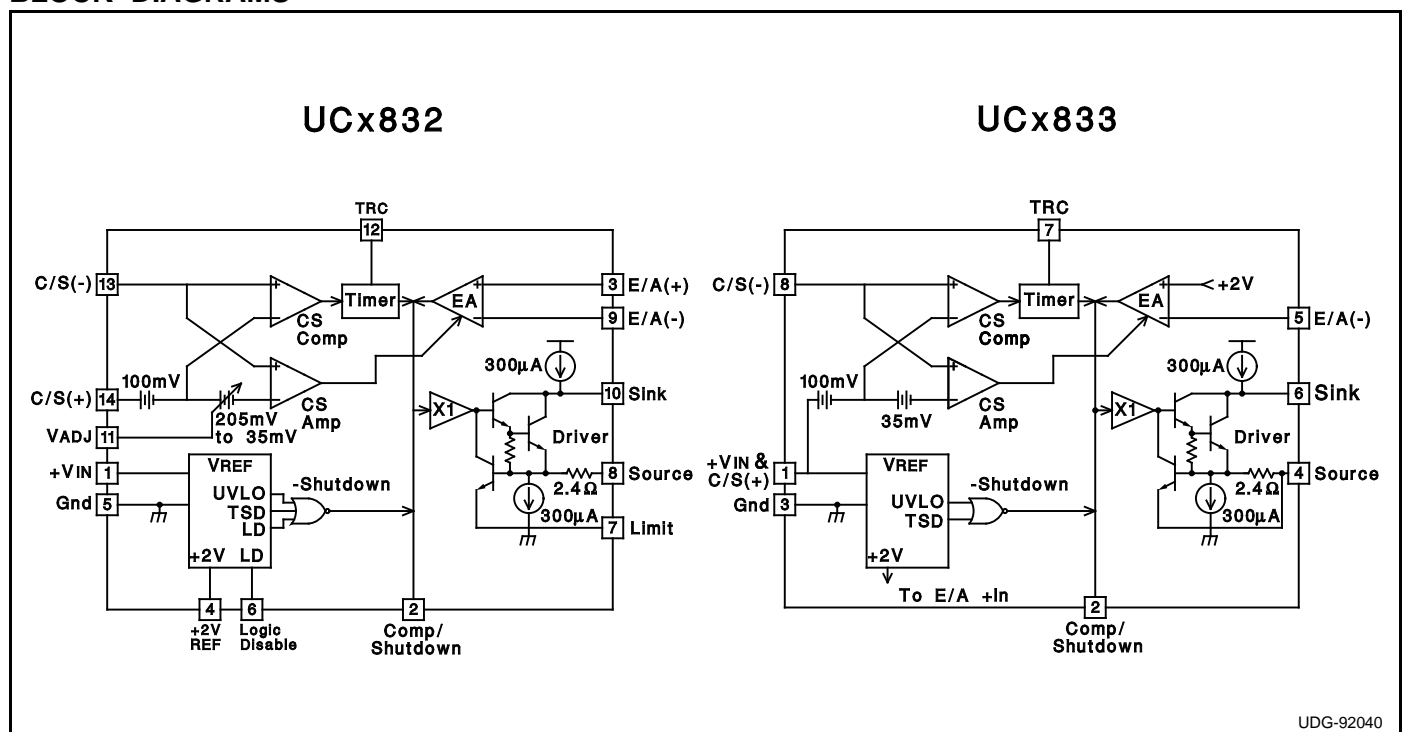 UCx832
TRC
12
C/S(-)
13
Timer
EA
3
E/A(+)
9
E/A(-)
CS
Comp
300µA
100mV
C/S(+)
14
205mV
to 35mV
CS
Amp
X1
10
Sink
VADJ
11
Driver
+VIN
1
VREF
-Shutdown
8
Source
UVLO
TSD
LD
2.4Ω
Gnd
5
300µA
7
Limit
+2V
LD
4
6
2
+2V
REF
Logic
Disable
Comp/
Shutdown
UCx833
TRC
7
C/S(-)
8
Timer
EA
+2V
5
E/A(-)
CS
Comp
300µA
100mV
35mV
CS
Amp
X1
6
Sink
Driver
+VIN &
C/S(+)
1
VREF
-Shutdown
4
Source
UVLO
TSD
2.4Ω
Gnd
3
300µA
+2V
To E/A +In
2
Comp/
Shutdown
UDG-92040